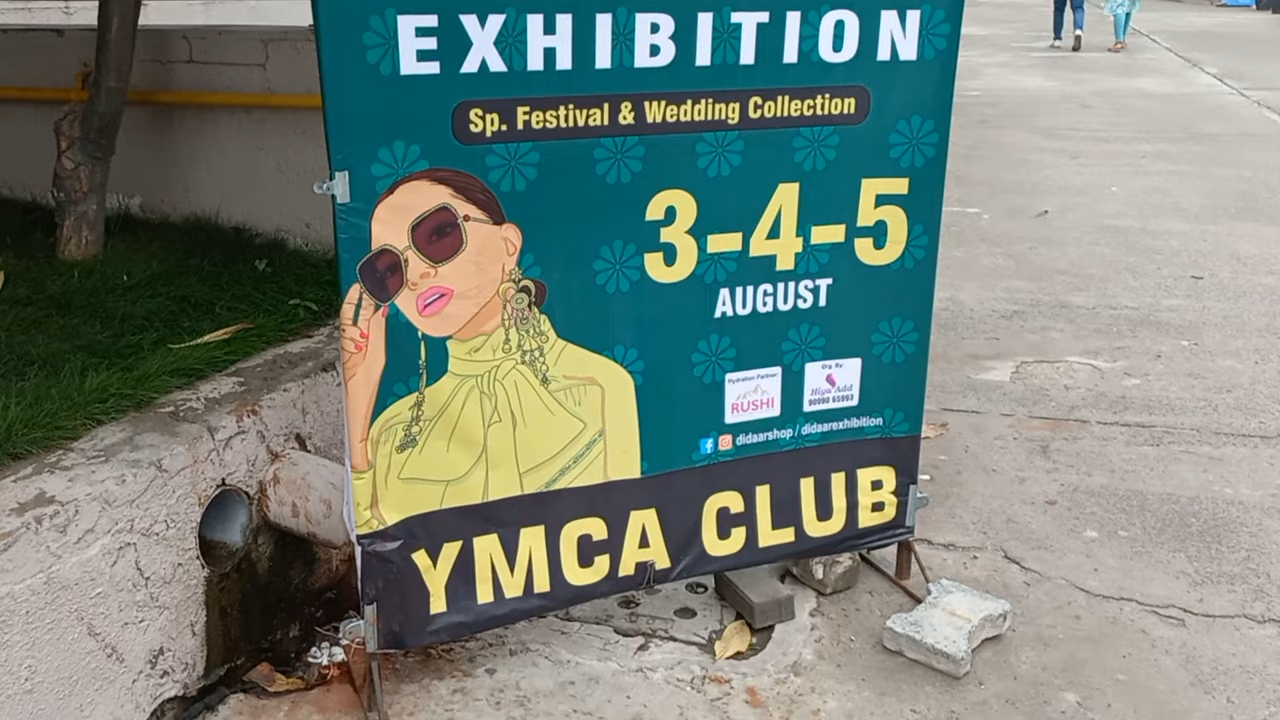 EXHIBITION
Sp. Festival & Wedding Collection
3-4-5
AUGUST
Hydration Partner:
RUSHI
Org. By:
Hiya Add
90990 65993
didaarshop / didaarexhibition
YMCA CLUB